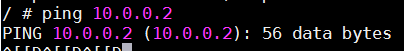 / # ping 10.0.0.2
PING 10.0.0.2 (10.0.0.2): 56 data bytes
^[[D^[[D^[[D